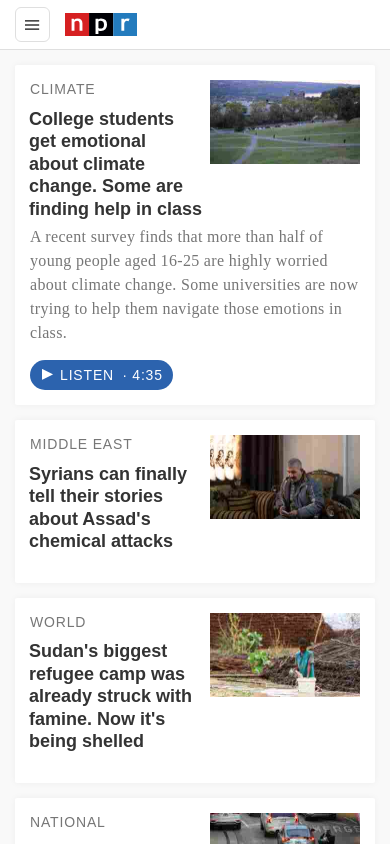 npr
CLIMATE
College students
get emotional
about climate
change. Some are
finding help in class
A recent survey finds that more than half of
young people aged 16-25 are highly worried
about climate change. Some universities are now
trying to help them navigate those emotions in
class.
LISTEN · 4:35
MIDDLE EAST
Syrians can finally
tell their stories
about Assad's
chemical attacks
WORLD
Sudan's biggest
refugee camp was
already struck with
famine. Now it's
being shelled
NATIONAL